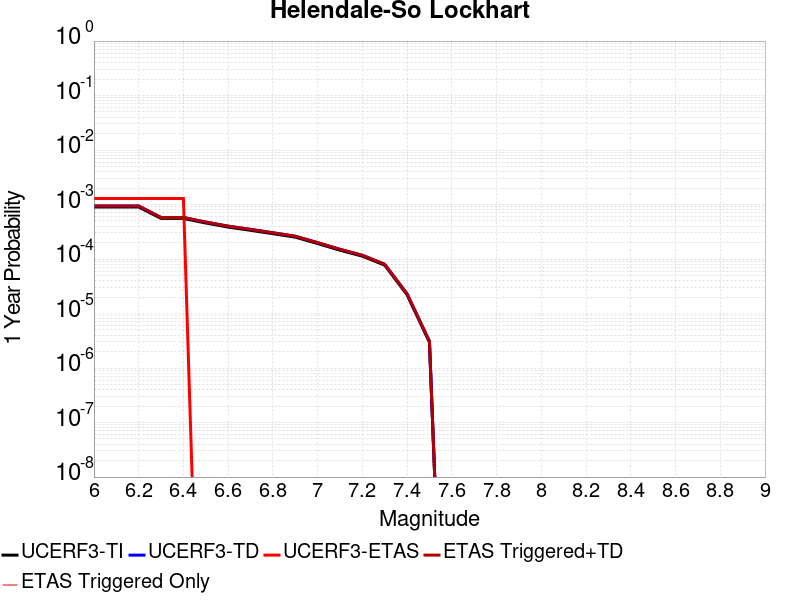 Helendale-So Lockhart
10^0
10^-1
10^-2
10^-3
10^-4
10^-5
10^-6
10^-7
10^-8
1 Year Probability
6 6.2 6.4 6.6 6.8 7 7.2 7.4 7.6 7.8 8 8.2 8.4 8.6 8.8 9
Magnitude
UCERF3-TI UCERF3-TD UCERF3-ETAS ETAS Triggered+TD
ETAS Triggered Only